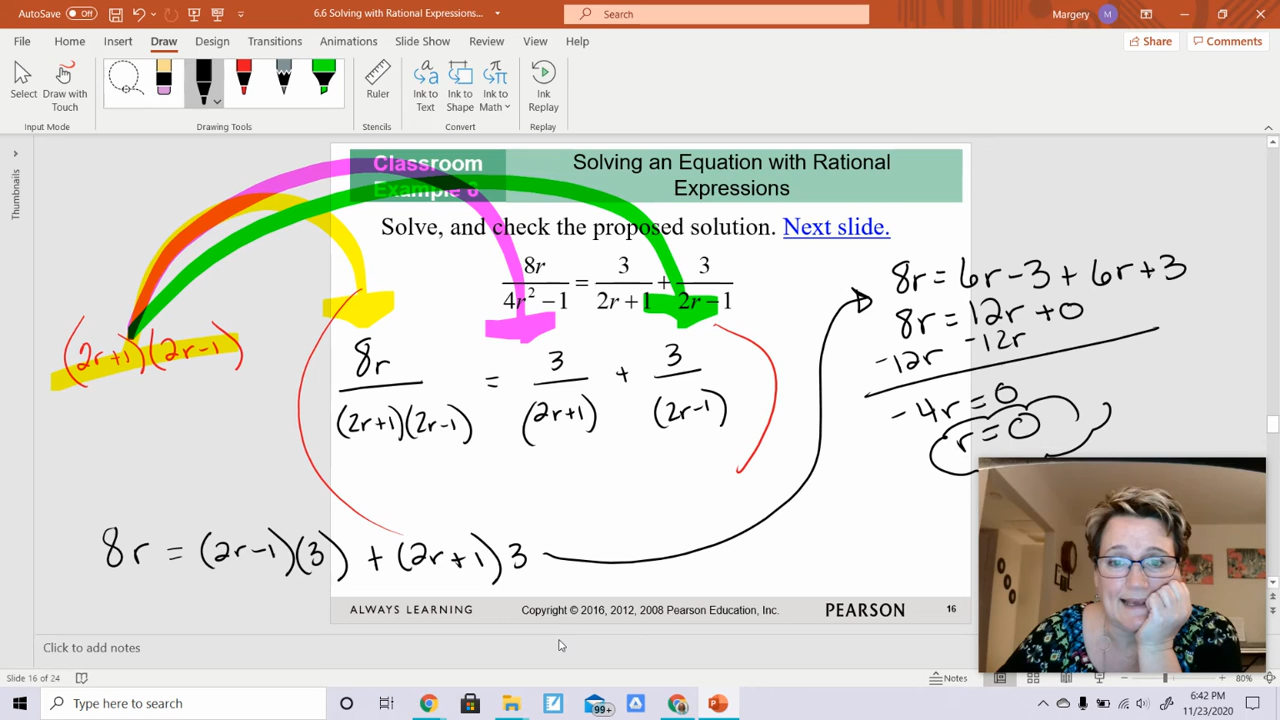 AutoSave Off 6.6 Solving with Rational Expressions... Search Margery M
File Home Insert Draw Design Transitions Animations Slide Show Review View Help Share Comments
Select Draw with Touch Ruler Ink to Text Ink to Shape Ink to Math Ink Replay
Input Mode Drawing Tools Stencils Convert Replay
Thumbnails
Classroom Example 6
Solving an Equation with Rational Expressions
Solve, and check the proposed solution. Next slide.
8r/(4r² − 1) = 3/(2r + 1) + 3/(2r − 1)
(2r+1)(2r-1)
8r/((2r+1)(2r-1)) = 3/(2r+1) + 3/(2r-1)
8r = (2r-1)(3) + (2r+1)3
8r = 6r - 3 + 6r + 3
8r = 12r + 0
-12r -12r
-4r = 0
r = 0
ALWAYS LEARNING Copyright © 2016, 2012, 2008 Pearson Education, Inc. PEARSON 16
Click to add notes
Slide 16 of 24 Notes 80%
Type here to search 99+ 6:42 PM
11/23/2020